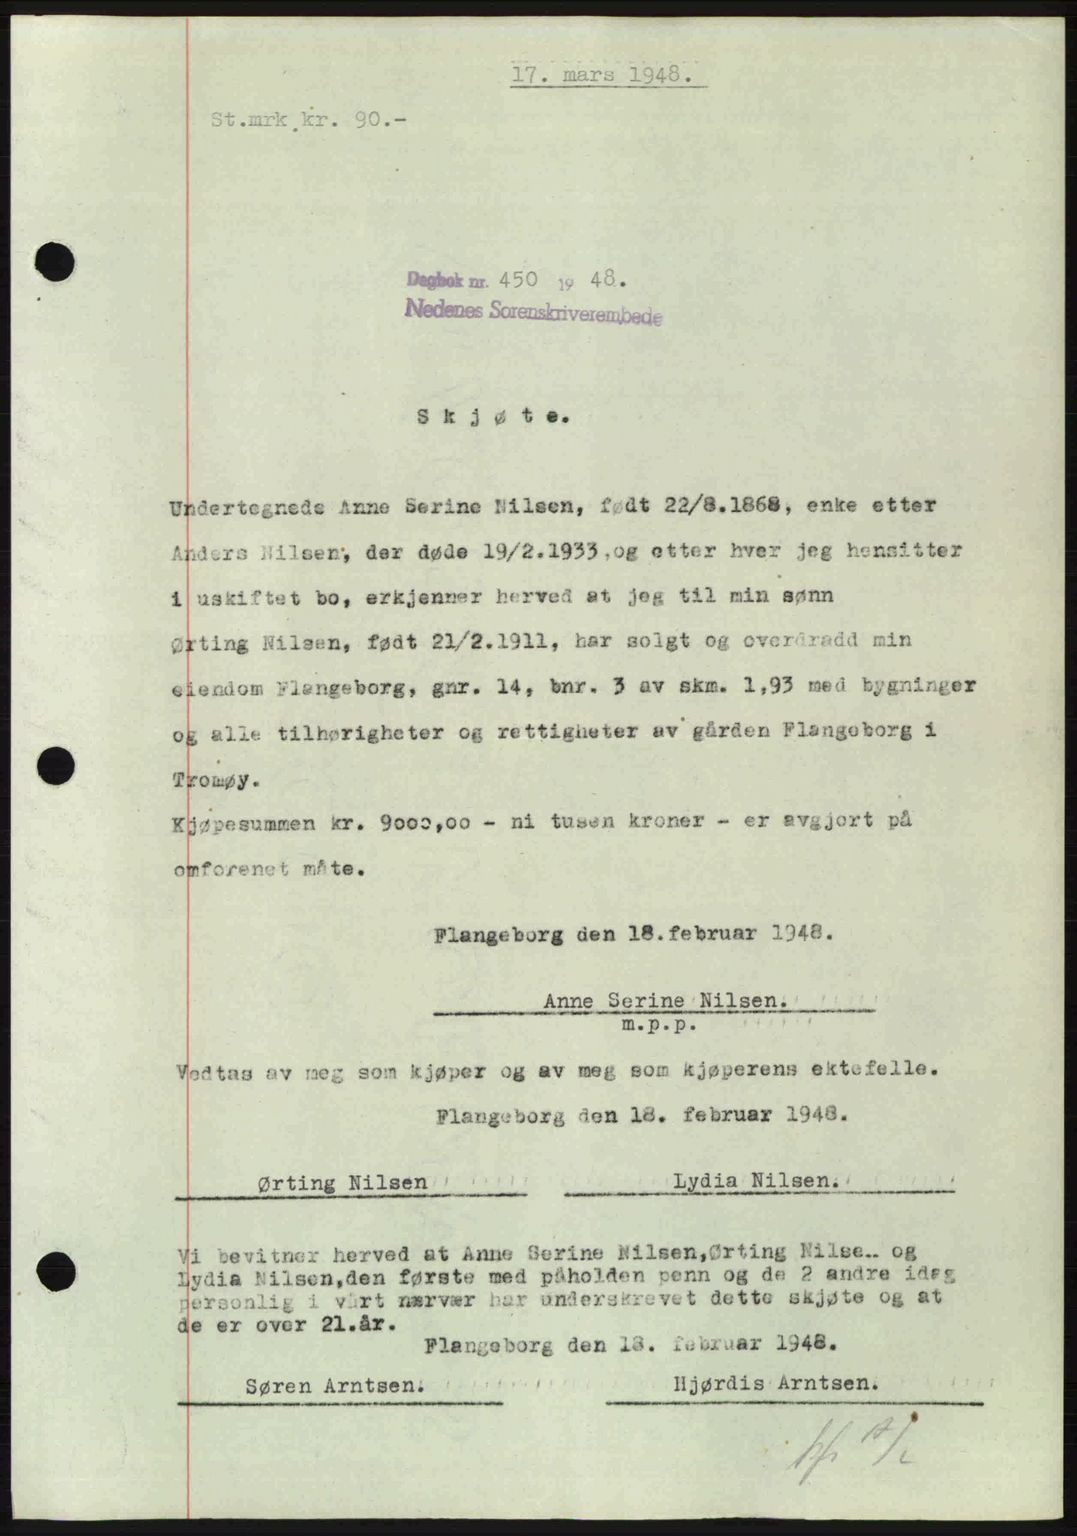 17. mars 1948.
St.mrk kr. 90.-
Dagbok nr. 450 19 48.
Nedenes Sorenskriverembede
S k j ø t e.
Undertegnede Anne Serine Nilsen, født 22/8.1868, enke etter
Anders Nilsen, der døde 19/2.1933, og etter hver jeg hensitter
i uskiftet bo, erkjenner herved at jeg til min sønn
Ørting Nilsen, født 21/2.1911, har solgt og overdradd min
eiendom Flangeborg, gnr. 14, bnr. 3 av skm. 1,93 med bygninger
og alle tilhørigheter og rettigheter av gården Flangeborg i
Tromøy.
Kjøpesummen kr. 9000,00 - ni tusen kroner - er avgjort på
omforenet måte.
Flangeborg den 18.februar 1948.
Anne Serine Nilsen.
m.p.p.
Vedtas av meg som kjøper og av meg som kjøperens ektefelle.
Flangeborg den 18. februar 1948.
Ørting Nilsen Lydia Nilsen.
Vi bevitner herved at Anne Serine Nilsen,Ørting Nilse.. og
Lydia Nilsen,den første med påholden penn og de 2 andre idag
personlig i vårt nærvær har underskrevet dette skjøte og at
de er over 21.år.
Flangeborg den 18. februar 1948.
Søren Arntsen. Hjørdis Arntsen.